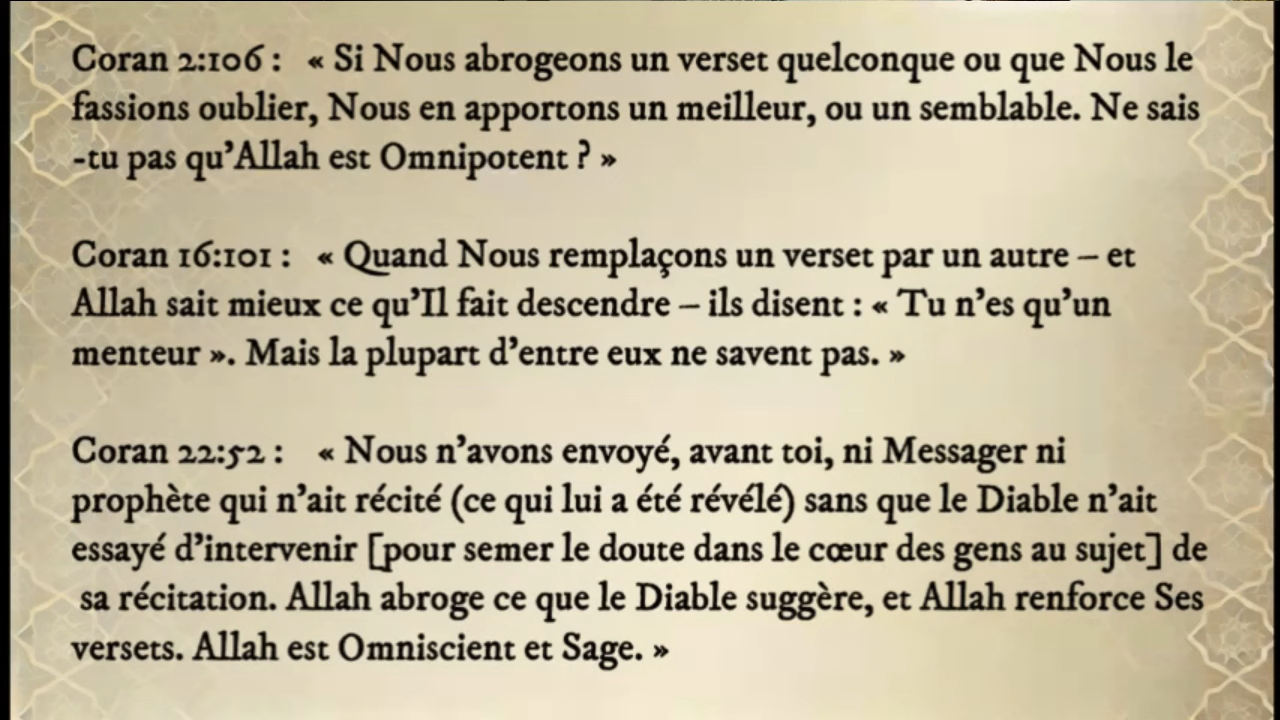 Coran 2:106 : « Si Nous abrogeons un verset quelconque ou que Nous le
fassions oublier, Nous en apportons un meilleur, ou un semblable. Ne sais
-tu pas qu'Allah est Omnipotent ? »
Coran 16:101 : « Quand Nous remplaçons un verset par un autre – et
Allah sait mieux ce qu'Il fait descendre – ils disent : « Tu n'es qu'un
menteur ». Mais la plupart d'entre eux ne savent pas. »
Coran 22:52 : « Nous n'avons envoyé, avant toi, ni Messager ni
prophète qui n'ait récité (ce qui lui a été révélé) sans que le Diable n'ait
essayé d'intervenir [pour semer le doute dans le cœur des gens au sujet] de
sa récitation. Allah abroge ce que le Diable suggère, et Allah renforce Ses
versets. Allah est Omniscient et Sage. »